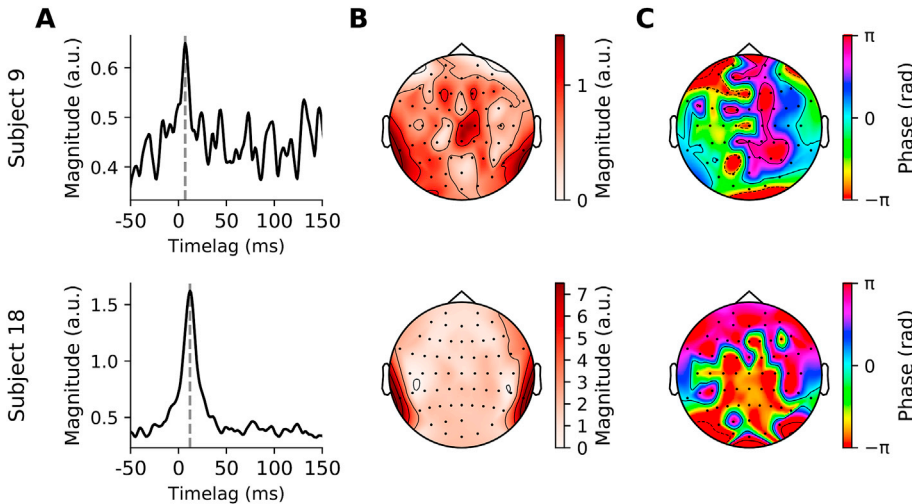 A
B
C
Subject 9
Magnitude (a.u.)
0.6
0.5
0.4
-50 0 50 100 150
Timelag (ms)
1
0
Magnitude (a.u.)
π
0
−π
Phase (rad)
Subject 18
Magnitude (a.u.)
1.5
1.0
0.5
-50 0 50 100 150
Timelag (ms)
7
6
5
4
3
2
1
0
Magnitude (a.u.)
π
0
−π
Phase (rad)